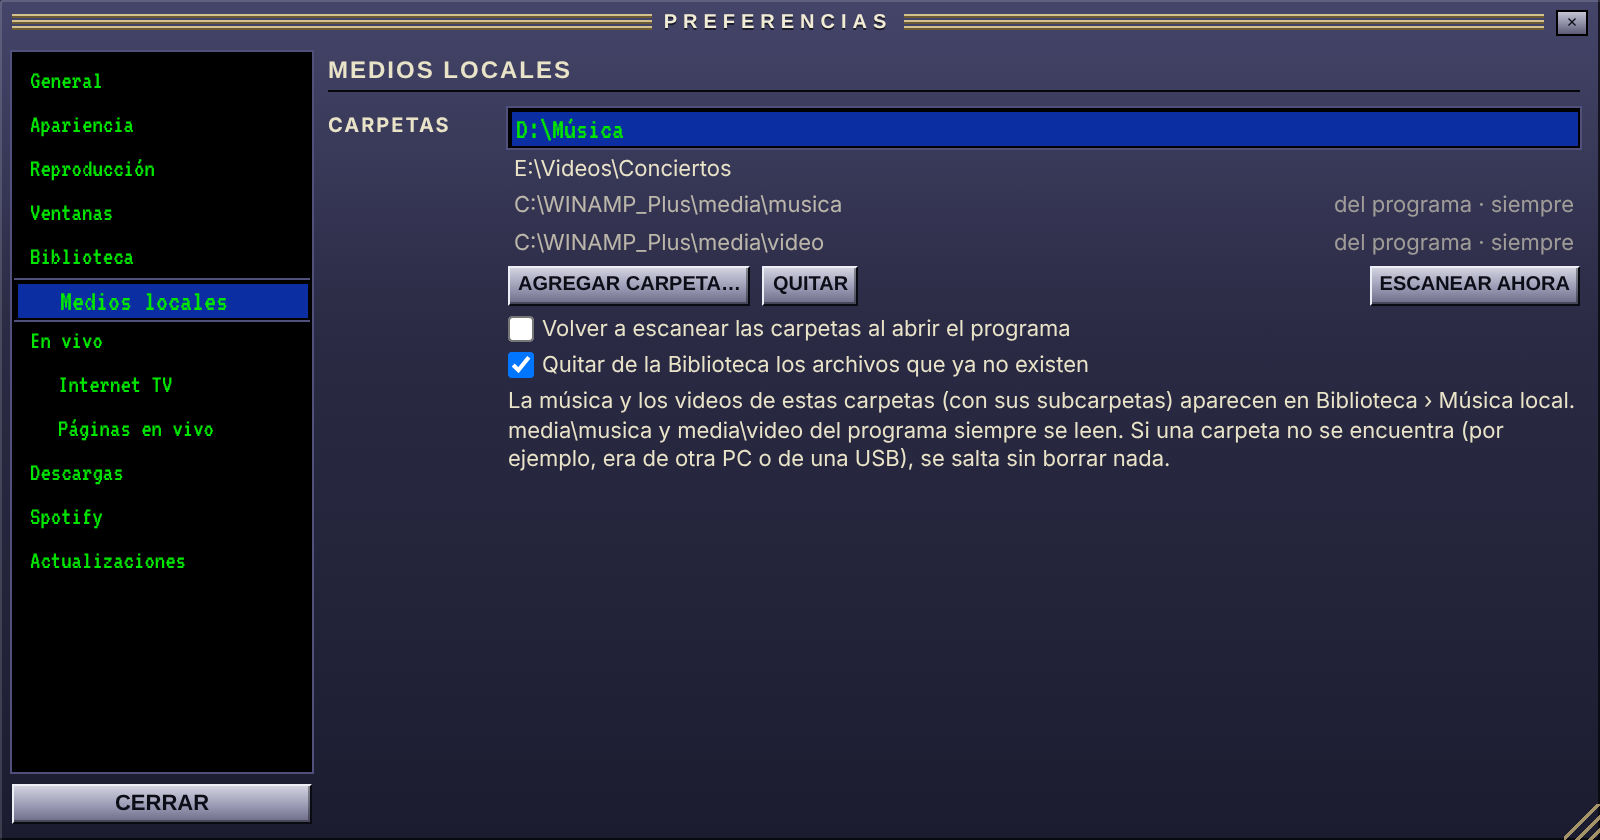 PREFERENCIAS
×
General
Apariencia
Reproducción
Ventanas
Biblioteca
Medios locales
En vivo
Internet TV
Páginas en vivo
Descargas
Spotify
Actualizaciones
CERRAR
MEDIOS LOCALES
CARPETAS
D:\Música
E:\Videos\Conciertos
C:\WINAMP_Plus\media\musica del programa · siempre
C:\WINAMP_Plus\media\video del programa · siempre
AGREGAR CARPETA... QUITAR ESCANEAR AHORA
Volver a escanear las carpetas al abrir el programa
Quitar de la Biblioteca los archivos que ya no existen
La música y los videos de estas carpetas (con sus subcarpetas) aparecen en Biblioteca › Música local.
media\musica y media\video del programa siempre se leen. Si una carpeta no se encuentra (por
ejemplo, era de otra PC o de una USB), se salta sin borrar nada.